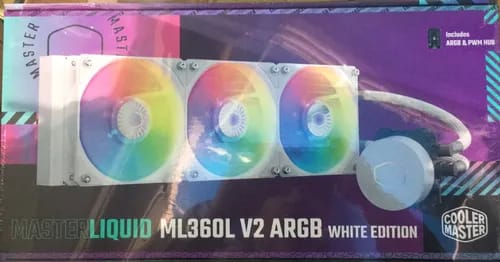 MASTER
MASTER
Includes
ARGB & PWM HUB
MASTERLIQUID ML360L V2 ARGB WHITE EDITION
COOLER
MASTER